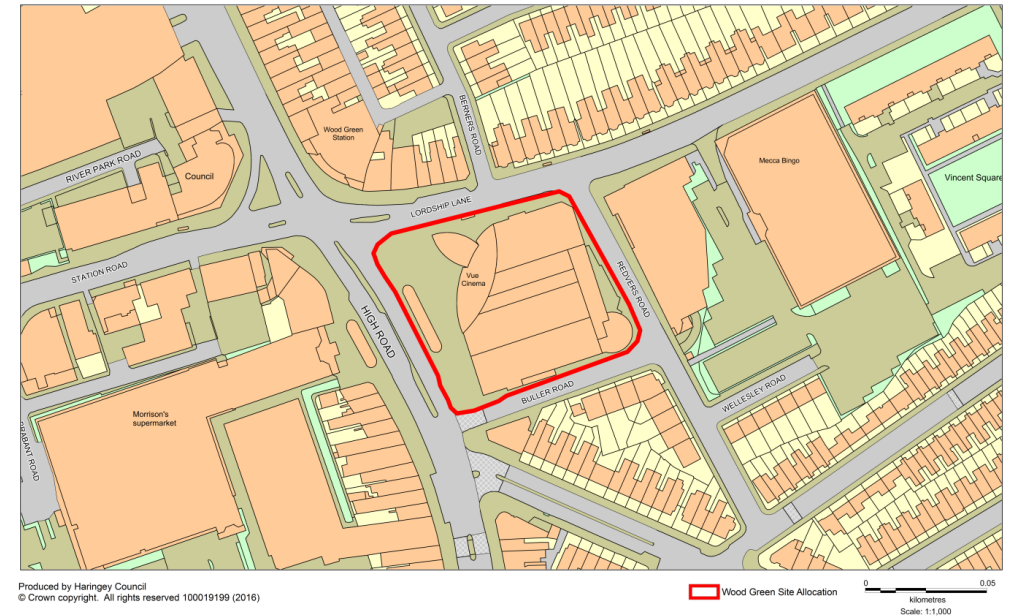 BERNERS ROAD
Wood Green
Station
Mecca Bingo
RIVER PARK ROAD
Council
Vincent Square
LORDSHIP LANE
STATION ROAD
Vue
Cinema
REDVERS ROAD
HIGH ROAD
BULLER ROAD
WELLESLEY ROAD
Morrison's
supermarket
BRABANT ROAD
Produced by Haringey Council
© Crown copyright. All rights reserved 100019199 (2016)
Wood Green Site Allocation
0 0.05
kilometres
Scale: 1:1,000